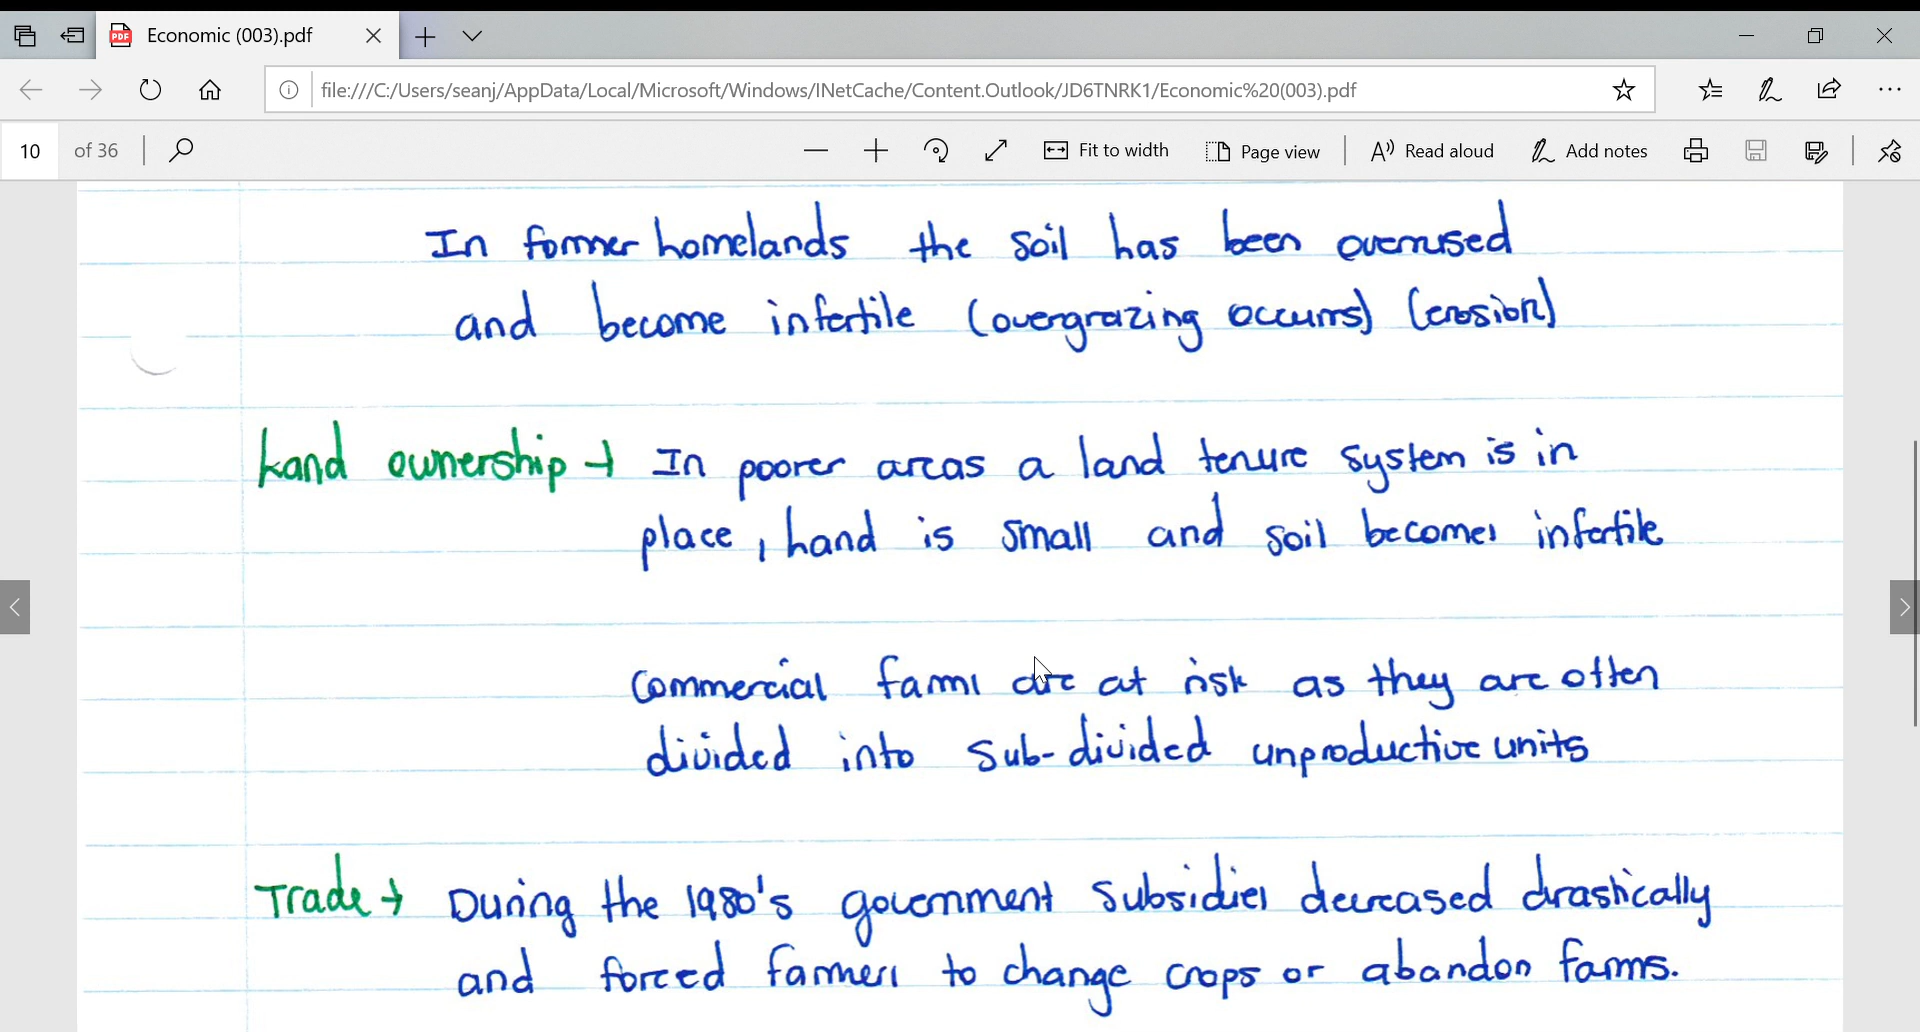 Economic (003).pdf
file:///C:/Users/seanj/AppData/Local/Microsoft/Windows/INetCache/Content.Outlook/JD6TNRK1/Economic%20(003).pdf
10 of 36 Fit to width Page view Read aloud Add notes
In former homelands the soil has been overused
and become infertile (overgrazing occurs) (erosion)
Land ownership → In poorer areas a land tenure system is in
place, land is small and soil becomes infertile
Commercial farms are at risk as they are often
divided into sub-divided unproductive units
Trade → During the 1980's government subsidies decreased drastically
and forced farmers to change crops or abandon farms.